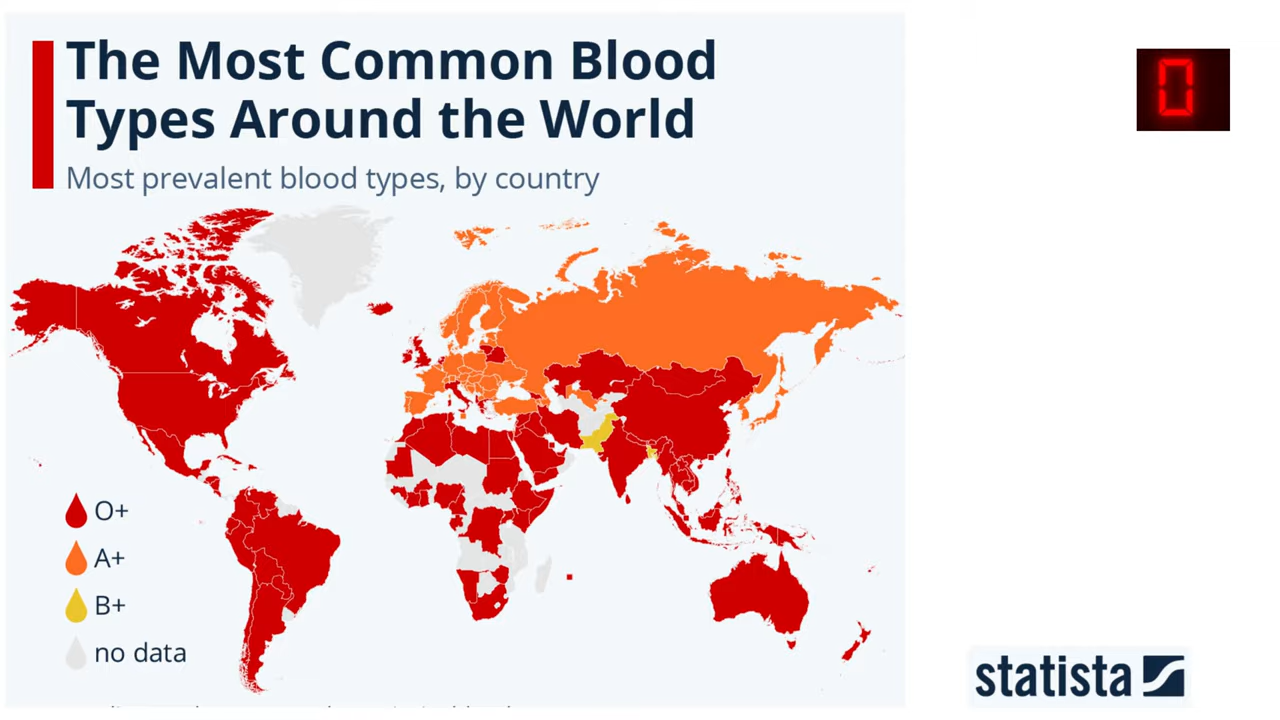 The Most Common Blood
Types Around the World
Most prevalent blood types, by country
0
O+
A+
B+
no data
statista